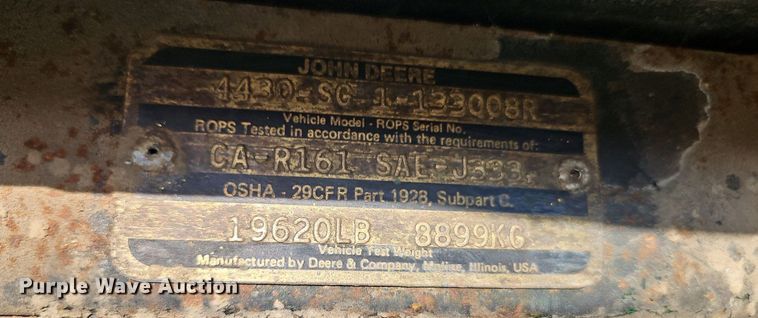 JOHN DEERE
4430-SG-1-133008R
Vehicle Model - ROPS Serial No.
ROPS Tested in accordance with the requirements of:
CA-R161 SAE-J333,
OSHA - 29CFR Part 1928, Subpart C.
19620LB 8899KG
Vehicle Test Weight
Manufactured by Deere & Company, Moline, Illinois, USA
Purple Wave Auction